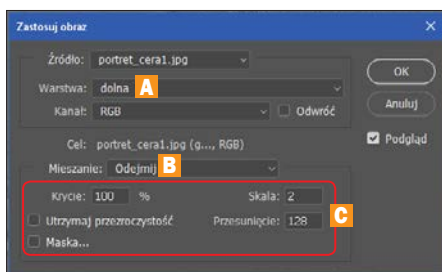 Zastosuj obraz
Źródło: portret_cera1.jpg
OK
Warstwa: dolna A
Kanał: RGB Odwróć
Anuluj
Cel: portret_cera1.jpg (g..., RGB)
Podgląd
Mieszanie: Odejmij B
Krycie: 100 % Skala: 2
Utrzymaj przezroczystość Przesunięcie: 128 C
Maska...